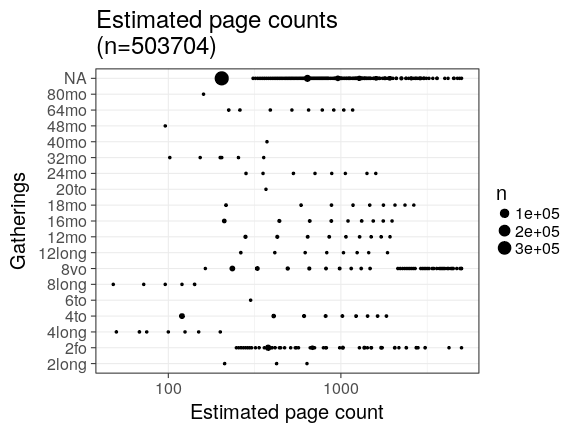 Estimated page counts
(n=503704)
NA
80mo
64mo
48mo
40mo
32mo
24mo
20to
18mo
16mo
12mo
12long
8vo
8long
6to
4to
4long
2fo
2long
Gatherings
100
1000
Estimated page count
n
1e+05
2e+05
3e+05